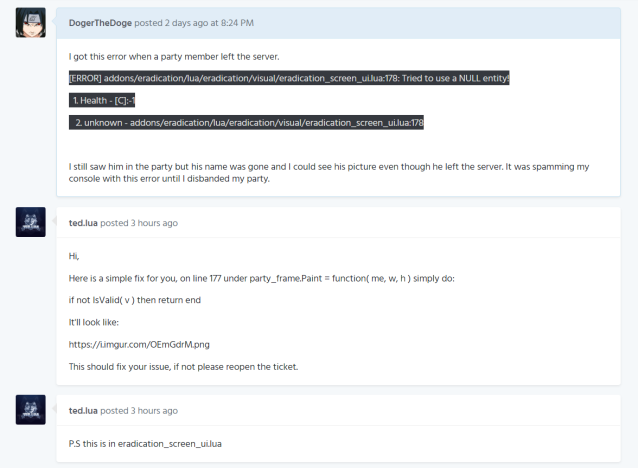 DogerTheDoge posted 2 days ago at 8:24 PM
I got this error when a party member left the server.
[ERROR] addons/eradication/lua/eradication/visual/eradication_screen_ui.lua:178: Tried to use a NULL entity!
1. Health - [C]:-1
2. unknown - addons/eradication/lua/eradication/visual/eradication_screen_ui.lua:178
I still saw him in the party but his name was gone and I could see his picture even though he left the server. It was spamming my
console with this error until I disbanded my party.
ted.lua posted 3 hours ago
Hi,
Here is a simple fix for you, on line 177 under party_frame.Paint = function( me, w, h ) simply do:
if not IsValid( v ) then return end
It'll look like:
https://i.imgur.com/OEmGdrM.png
This should fix your issue, if not please reopen the ticket.
ted.lua posted 3 hours ago
P.S this is in eradication_screen_ui.lua